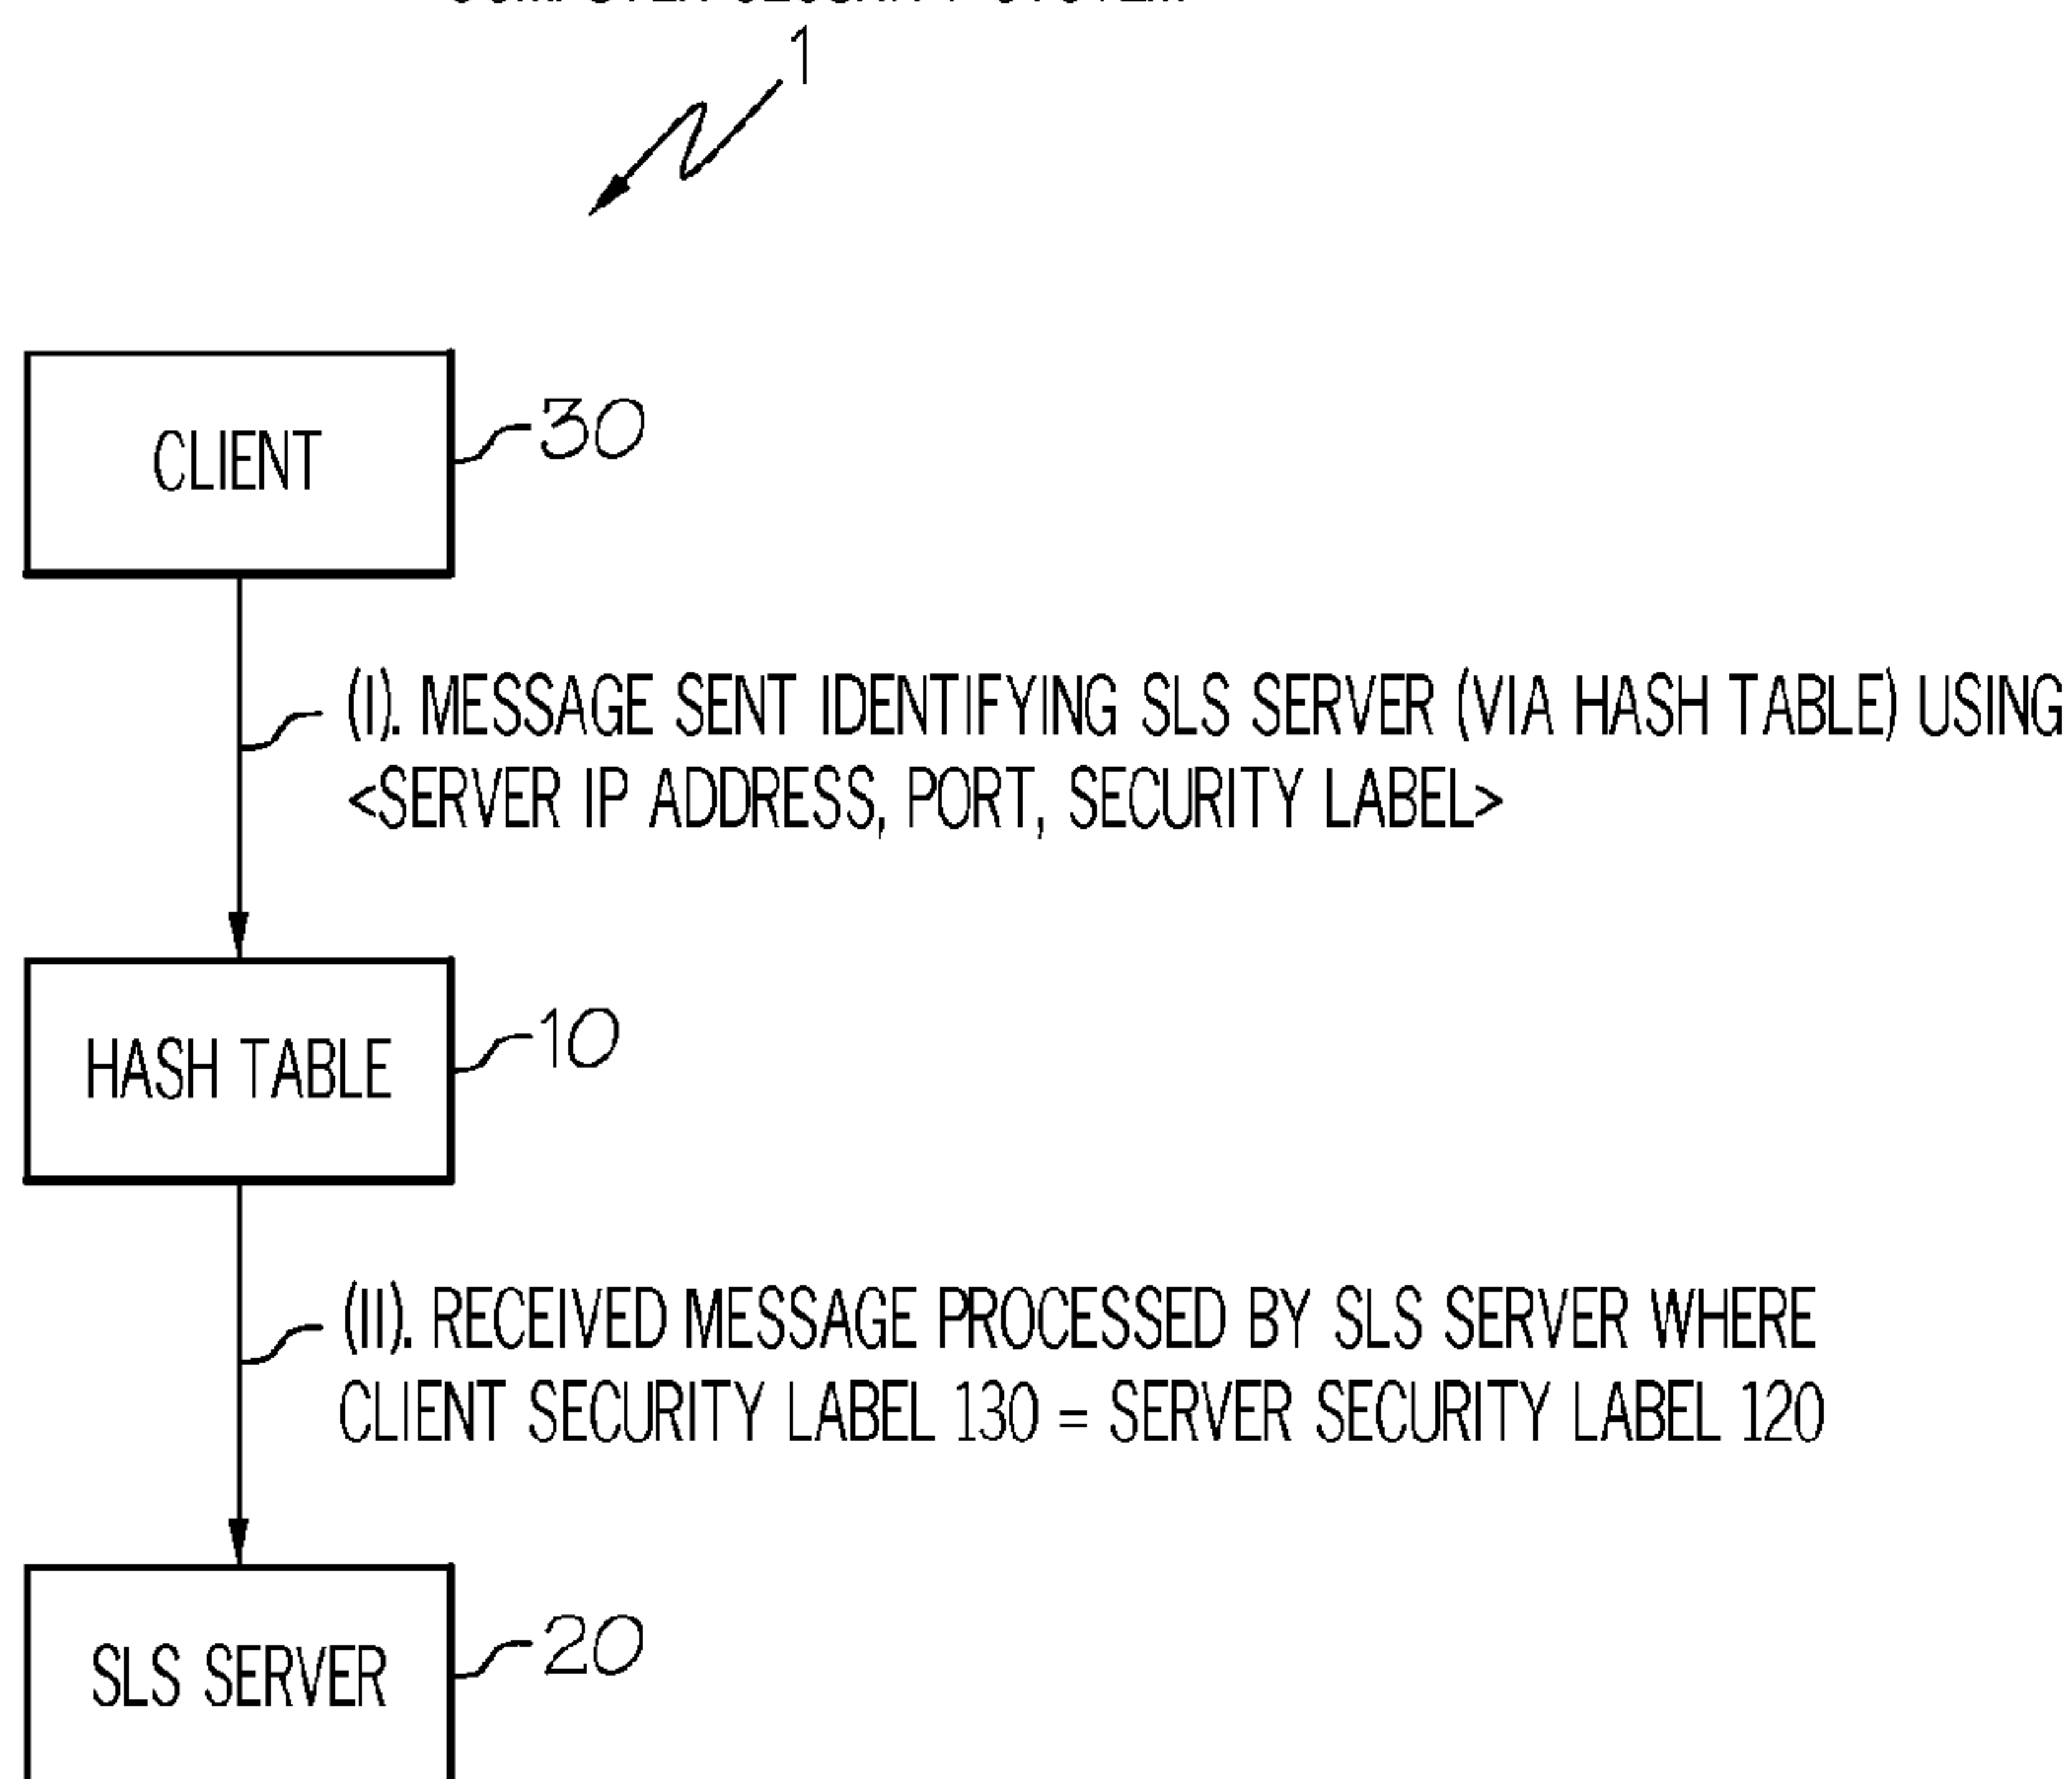 1
CLIENT
30
(I). MESSAGE SENT IDENTIFYING SLS SERVER (VIA HASH TABLE) USING
<SERVER IP ADDRESS, PORT, SECURITY LABEL>
HASH TABLE
10
(II). RECEIVED MESSAGE PROCESSED BY SLS SERVER WHERE
CLIENT SECURITY LABEL 130 = SERVER SECURITY LABEL 120
SLS SERVER
20